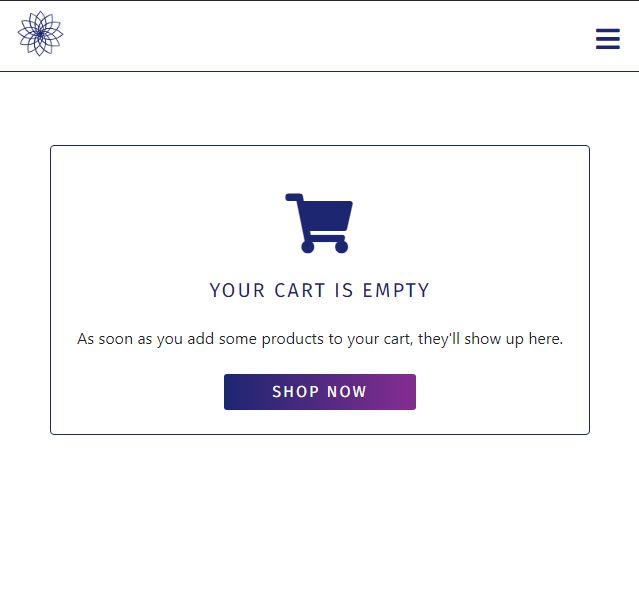 YOUR CART IS EMPTY
As soon as you add some products to your cart, they'll show up here.
SHOP NOW